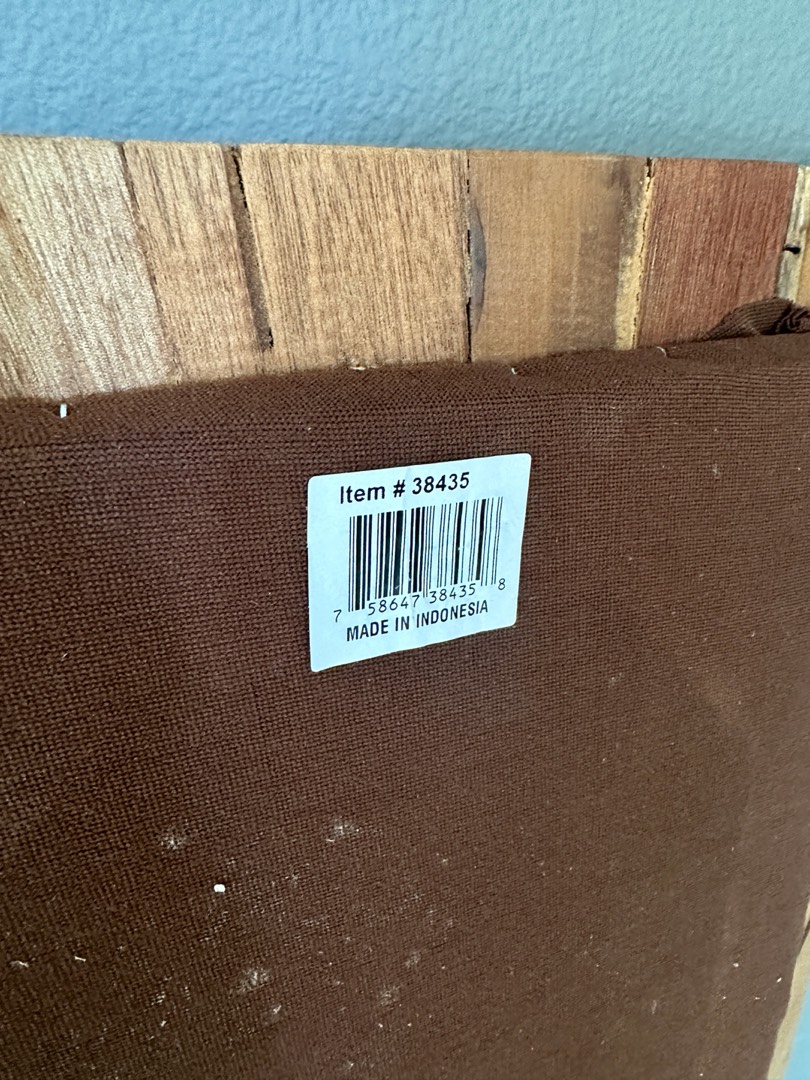 Item # 38435
7 58647 38435 8
MADE IN INDONESIA